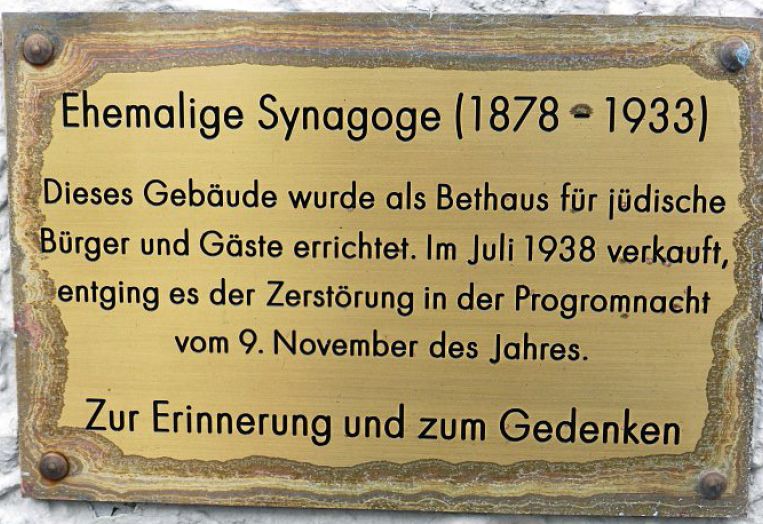 Ehemalige Synagoge (1878 - 1933)
Dieses Gebäude wurde als Bethaus für jüdische
Bürger und Gäste errichtet. Im Juli 1938 verkauft,
entging es der Zerstörung in der Progromnacht
vom 9. November des Jahres.
Zur Erinnerung und zum Gedenken